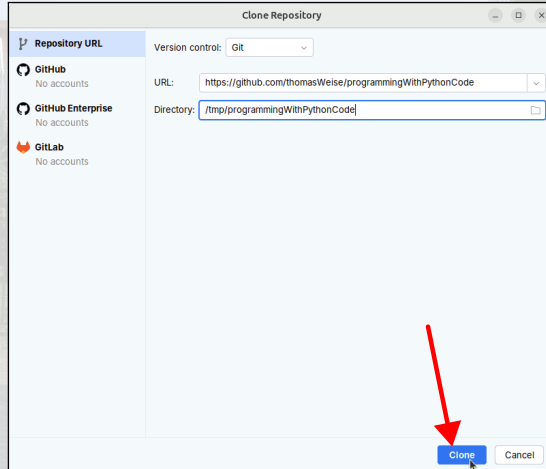 Clone Repository
Repository URL
GitHub
No accounts
GitHub Enterprise
No accounts
GitLab
No accounts
Version control: Git
URL: https://github.com/thomasWeise/programmingWithPythonCode
Directory: /tmp/programmingWithPythonCode
Clone Cancel